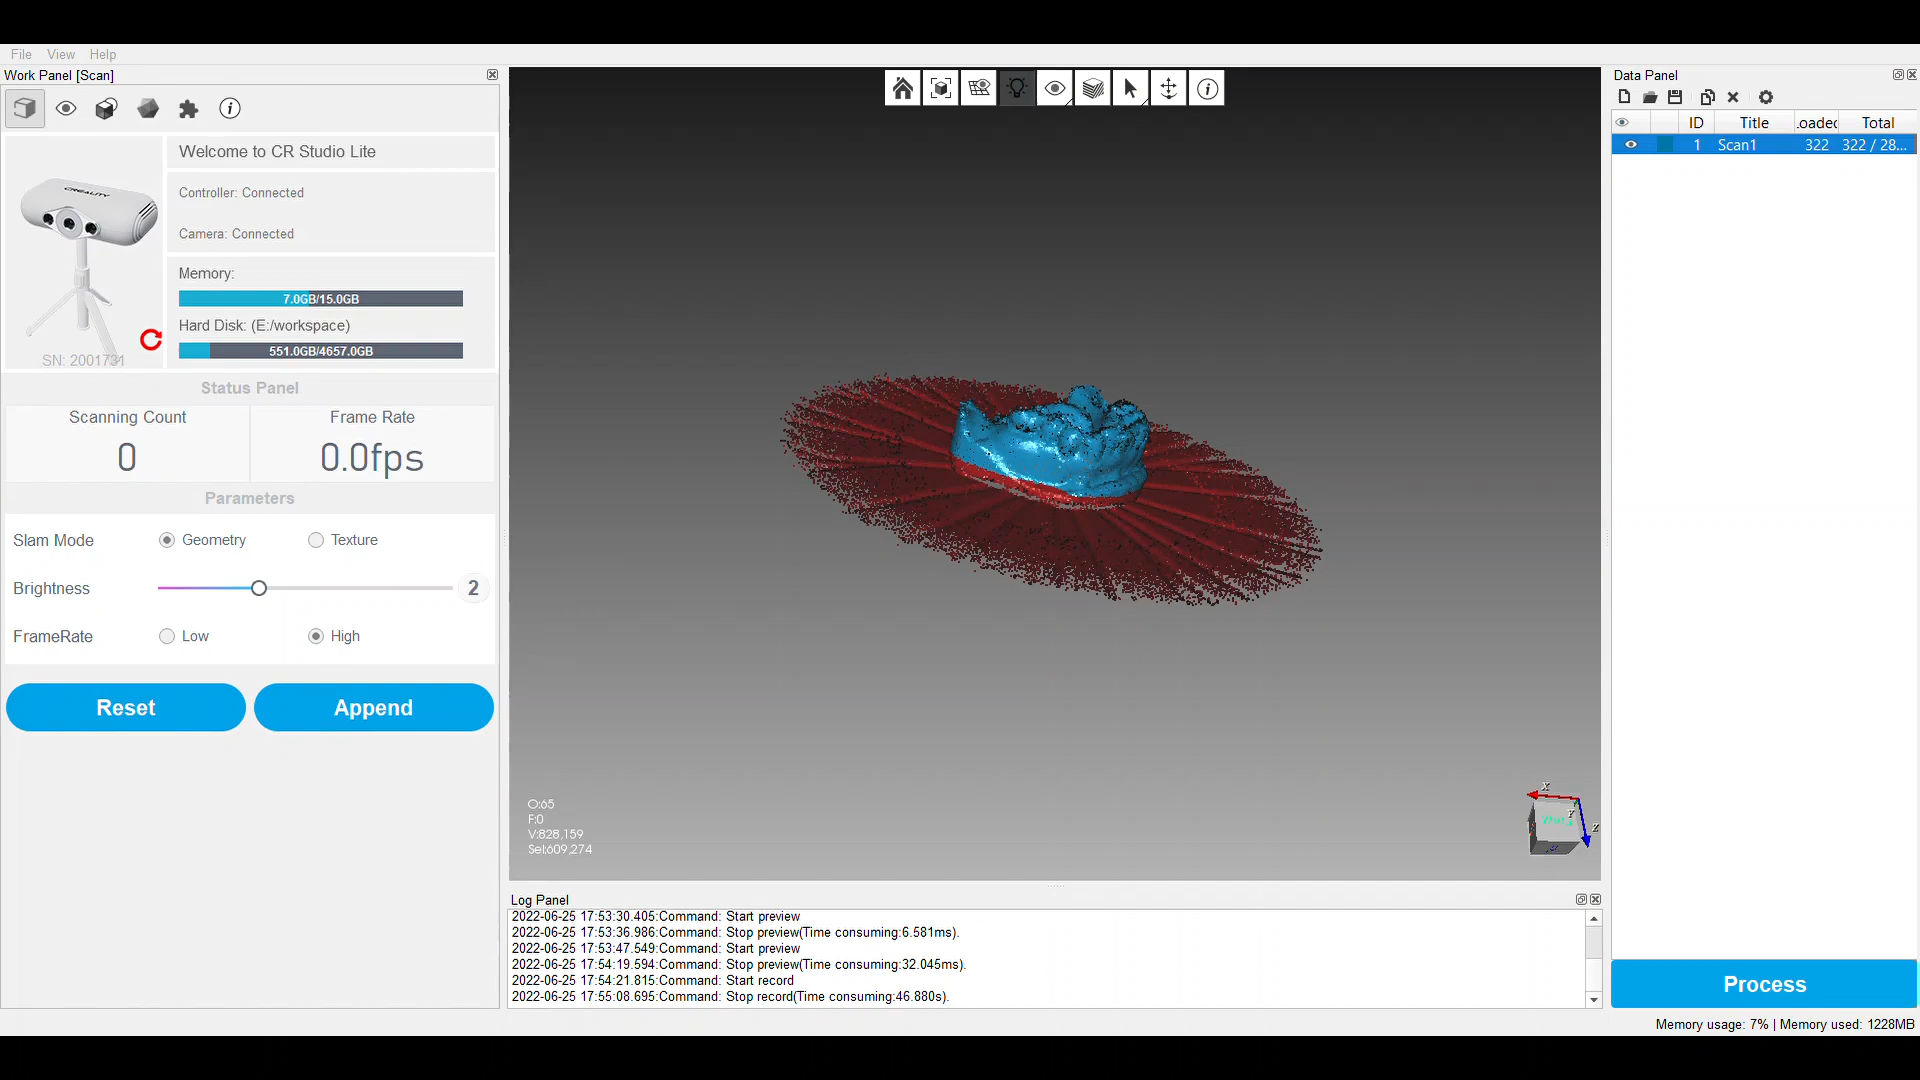 File View Help
Work Panel [Scan]
Welcome to CR Studio Lite
Controller: Connected
Camera: Connected
CREALITY
Memory:
7.0GB/15.0GB
Hard Disk: (E:/workspace)
551.0GB/4657.0GB
SN: 2001731
Status Panel
Scanning Count Frame Rate
0 0.0fps
Parameters
Slam Mode Geometry Texture
Brightness 2
FrameRate Low High
Reset Append
O:65
F:0
V:828,159
Sel:609,274
X
Y
Z
Log Panel
2022-06-25 17:53:30.405:Command: Start preview
2022-06-25 17:53:36.986:Command: Stop preview(Time consuming:6.581ms).
2022-06-25 17:53:47.549:Command: Start preview
2022-06-25 17:54:19.594:Command: Stop preview(Time consuming:32.045ms).
2022-06-25 17:54:21.815:Command: Start record
2022-06-25 17:55:08.695:Command: Stop record(Time consuming:46.880s).
Data Panel
ID Title .oaded Total
1 Scan1 322 322 / 28...
Process
Memory usage: 7% | Memory used: 1228MB